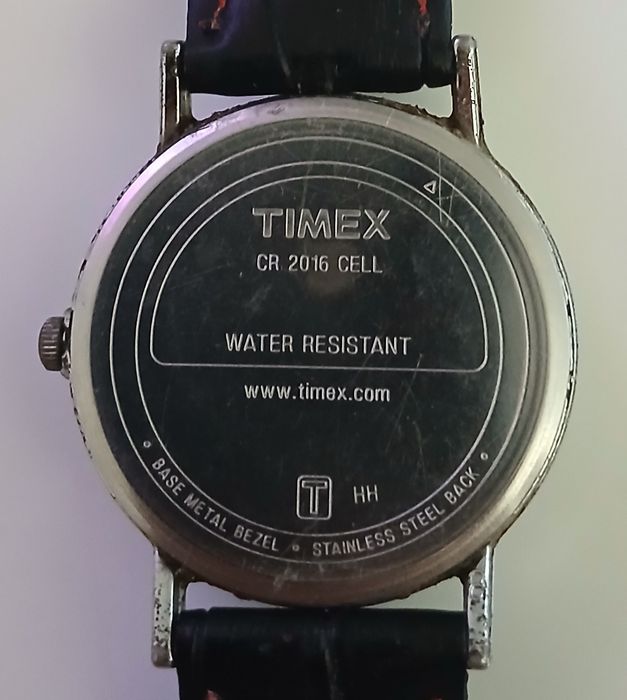 TIMEX
CR 2016 CELL
WATER RESISTANT
www.timex.com
T HH
BASE METAL BEZEL • STAINLESS STEEL BACK •